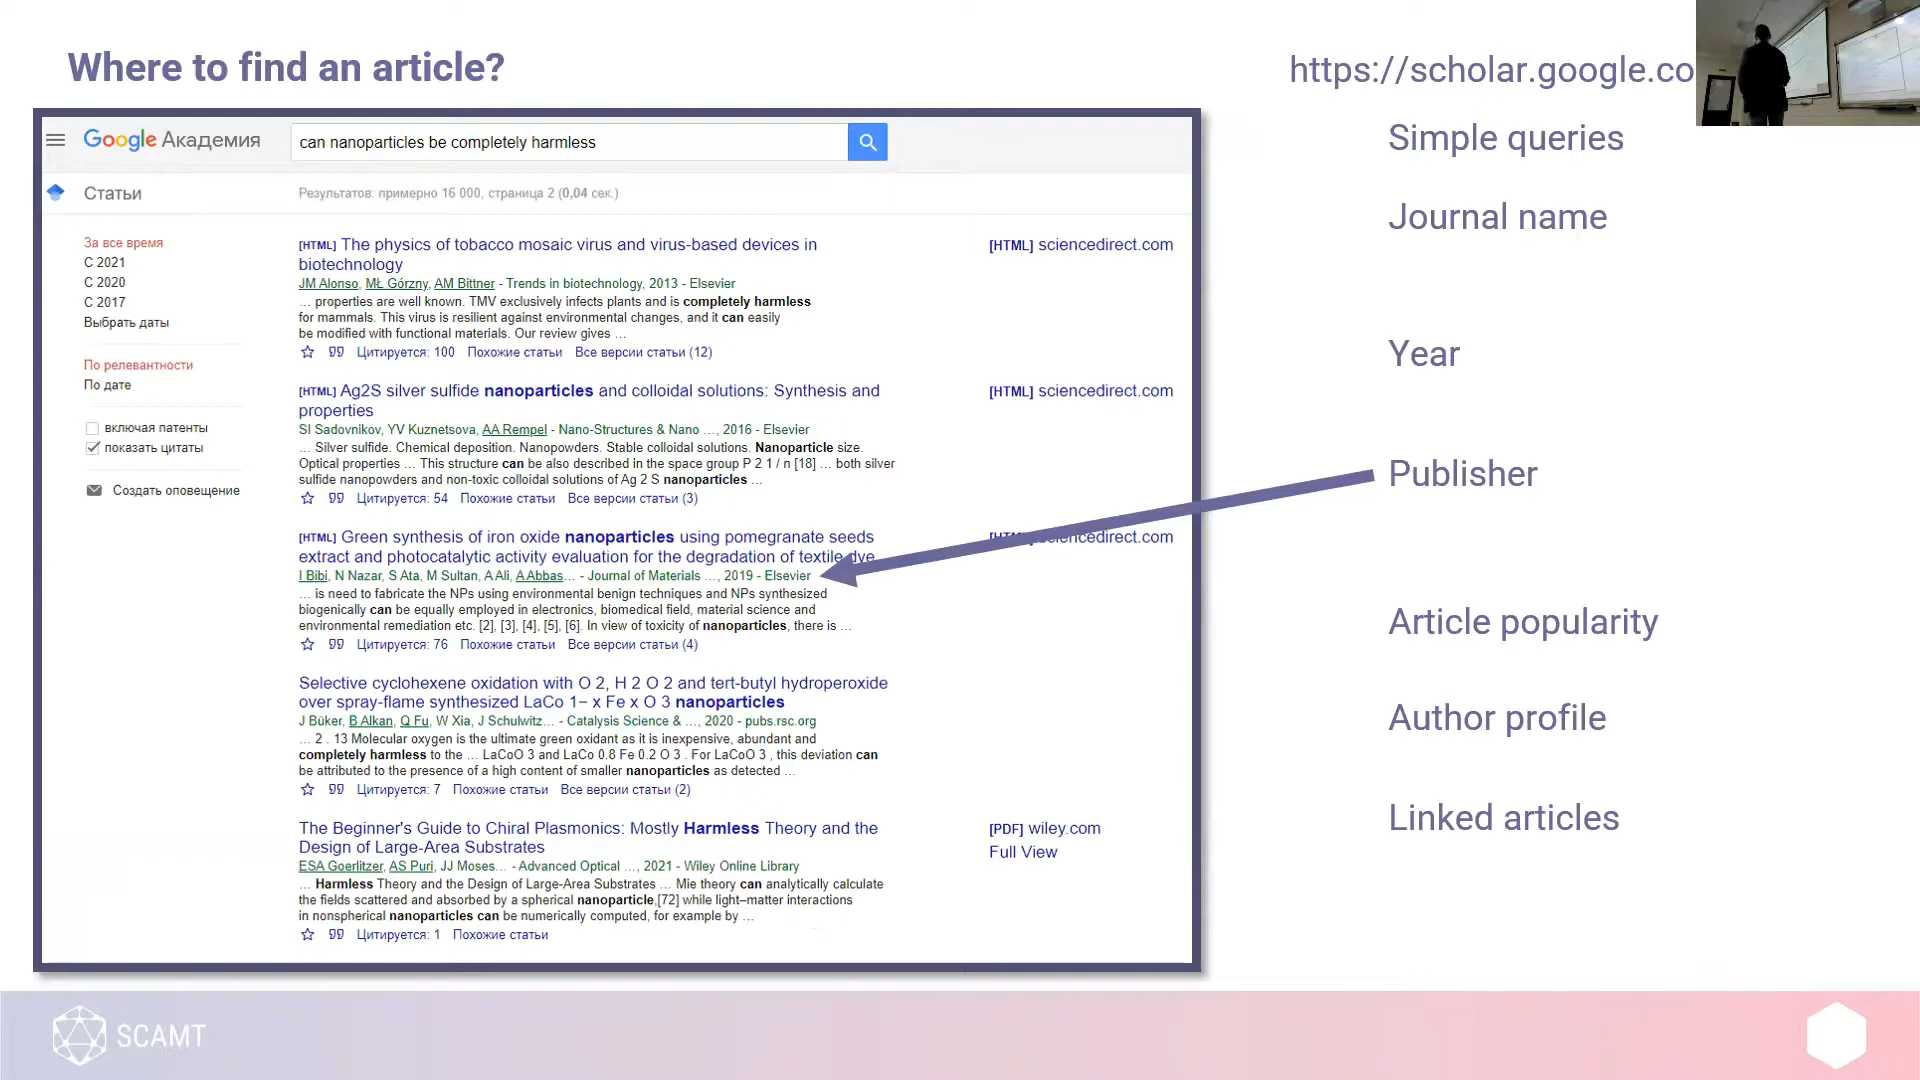 Where to find an article?
https://scholar.google.co
Google Академия
can nanoparticles be completely harmless
Статьи
Результатов: примерно 16 000, страница 2 (0,04 сек.)
За все время
С 2021
С 2020
С 2017
Выбрать даты
По релевантности
По дате
включая патенты
показать цитаты
Создать оповещение
[HTML] The physics of tobacco mosaic virus and virus-based devices in
biotechnology
JM Alonso, MŁ Górzny, AM Bittner - Trends in biotechnology, 2013 - Elsevier
... properties are well known. TMV exclusively infects plants and is completely harmless
for mammals. This virus is resilient against environmental changes, and it can easily
be modified with functional materials. Our review gives ...
Цитируется: 100 Похожие статьи Все версии статьи (12)
[HTML] sciencedirect.com
[HTML] Ag2S silver sulfide nanoparticles and colloidal solutions: Synthesis and
properties
SI Sadovnikov, YV Kuznetsova, AA Rempel - Nano-Structures & Nano ..., 2016 - Elsevier
... Silver sulfide. Chemical deposition. Nanopowders. Stable colloidal solutions. Nanoparticle size.
Optical properties ... This structure can be also described in the space group P 2 1 / n [18] ... both silver
sulfide nanopowders and non-toxic colloidal solutions of Ag 2 S nanoparticles ...
Цитируется: 54 Похожие статьи Все версии статьи (3)
[HTML] sciencedirect.com
[HTML] Green synthesis of iron oxide nanoparticles using pomegranate seeds
extract and photocatalytic activity evaluation for the degradation of textile dye
I Bibi, N Nazar, S Ata, M Sultan, A Ali, A Abbas... - Journal of Materials ..., 2019 - Elsevier
... is need to fabricate the NPs using environmental benign techniques and NPs synthesized
biogenically can be equally employed in electronics, biomedical field, material science and
environmental remediation etc. [2], [3], [4], [5], [6]. In view of toxicity of nanoparticles, there is ...
Цитируется: 76 Похожие статьи Все версии статьи (4)
[HTML] sciencedirect.com
Selective cyclohexene oxidation with O 2, H 2 O 2 and tert-butyl hydroperoxide
over spray-flame synthesized LaCo 1− x Fe x O 3 nanoparticles
J Büker, B Alkan, Q Fu, W Xia, J Schulwitz... - Catalysis Science & ..., 2020 - pubs.rsc.org
... 2 . 13 Molecular oxygen is the ultimate green oxidant as it is inexpensive, abundant and
completely harmless to the ... LaCoO 3 and LaCo 0.8 Fe 0.2 O 3 . For LaCoO 3 , this deviation can
be attributed to the presence of a high content of smaller nanoparticles as detected ...
Цитируется: 7 Похожие статьи Все версии статьи (2)
The Beginner's Guide to Chiral Plasmonics: Mostly Harmless Theory and the
Design of Large-Area Substrates
ESA Goerlitzer, AS Puri, JJ Moses... - Advanced Optical ..., 2021 - Wiley Online Library
... Harmless Theory and the Design of Large-Area Substrates ... Mie theory can analytically calculate
the fields scattered and absorbed by a spherical nanoparticle,[72] while light–matter interactions
in nonspherical nanoparticles can be numerically computed, for example by ...
Цитируется: 1 Похожие статьи
[PDF] wiley.com
Full View
Simple queries
Journal name
Year
Publisher
Article popularity
Author profile
Linked articles
SCAMT